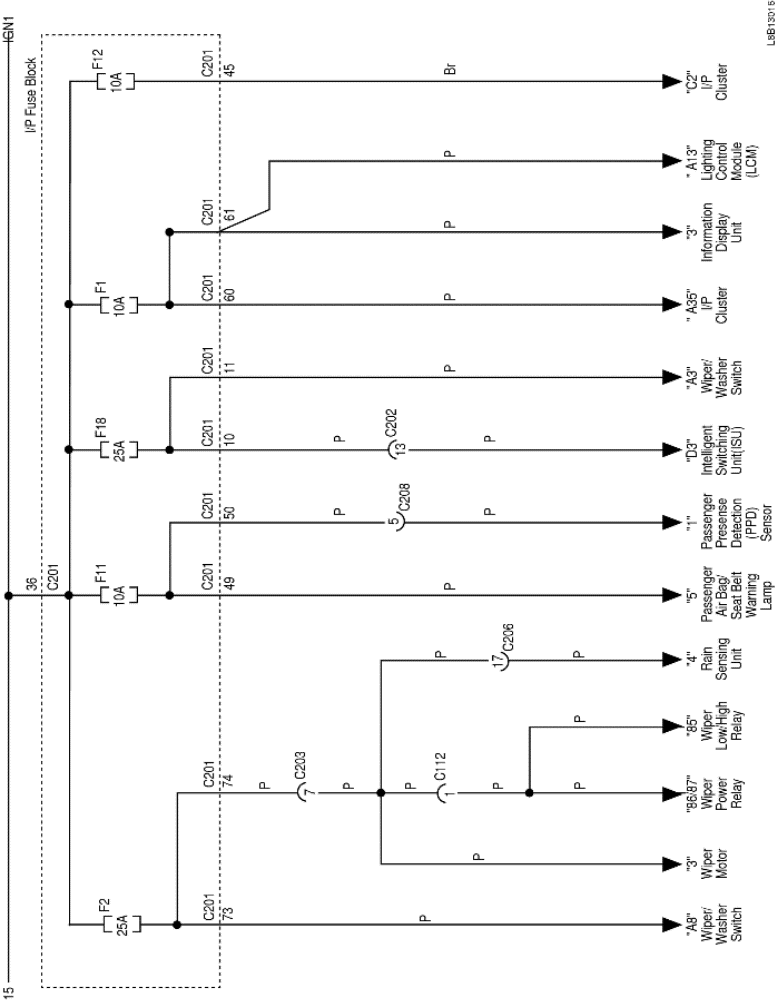 15
IGN1
I/P Fuse Block
36
C201
F2
25A
F11
10A
F18
25A
F1
10A
F12
10A
C201
73
P
"A8"
Wiper/
Washer
Switch
P
"3"
Wiper
Motor
C201
74
P
C203
7
P
P
C112
1
P
"86/87"
Wiper
Power
Relay
P
"85"
Wiper
Low/High
Relay
P
C206
17
P
"4"
Rain
Sensing
Unit
C201
49
P
"5"
Passenger
Air Bag/
Seat Belt
Warning
Lamp
C201
50
P
C208
5
P
"1"
Passenger
Presense
Detection
(PPD)
Sensor
C201
10
P
C202
13
P
"D3"
Intelligent
Switching
Unit(ISU)
C201
11
P
"A3"
Wiper/
Washer
Switch
C201
60
P
" A35"
I/P
Cluster
C201
61
P
"3"
Information
Display
Unit
P
" A13"
Lighting
Control
Module
(LCM)
C201
45
Br
"C2"
I/P
Cluster
L8B13015